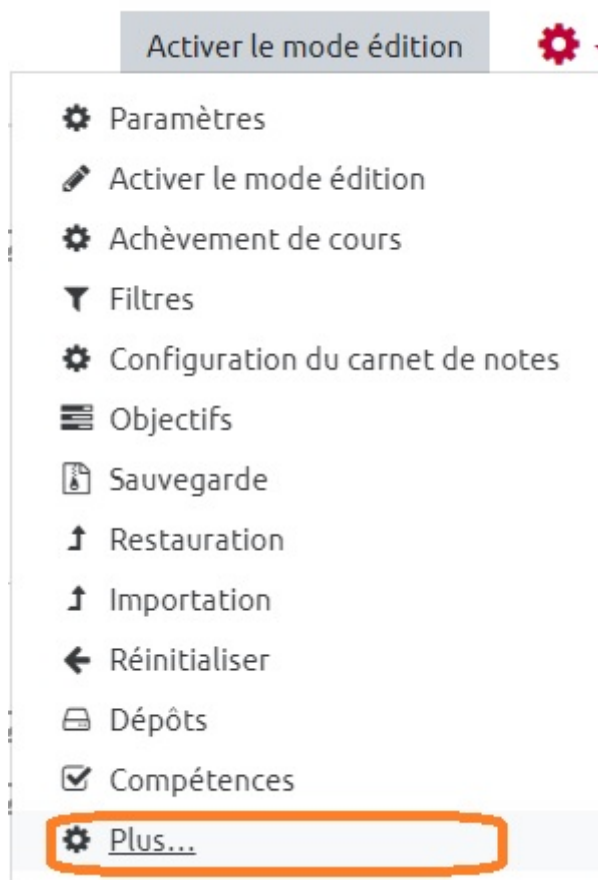 Activer le mode édition
Paramètres
Activer le mode édition
Achèvement de cours
Filtres
Configuration du carnet de notes
Objectifs
Sauvegarde
Restauration
Importation
Réinitialiser
Dépôts
Compétences
Plus...